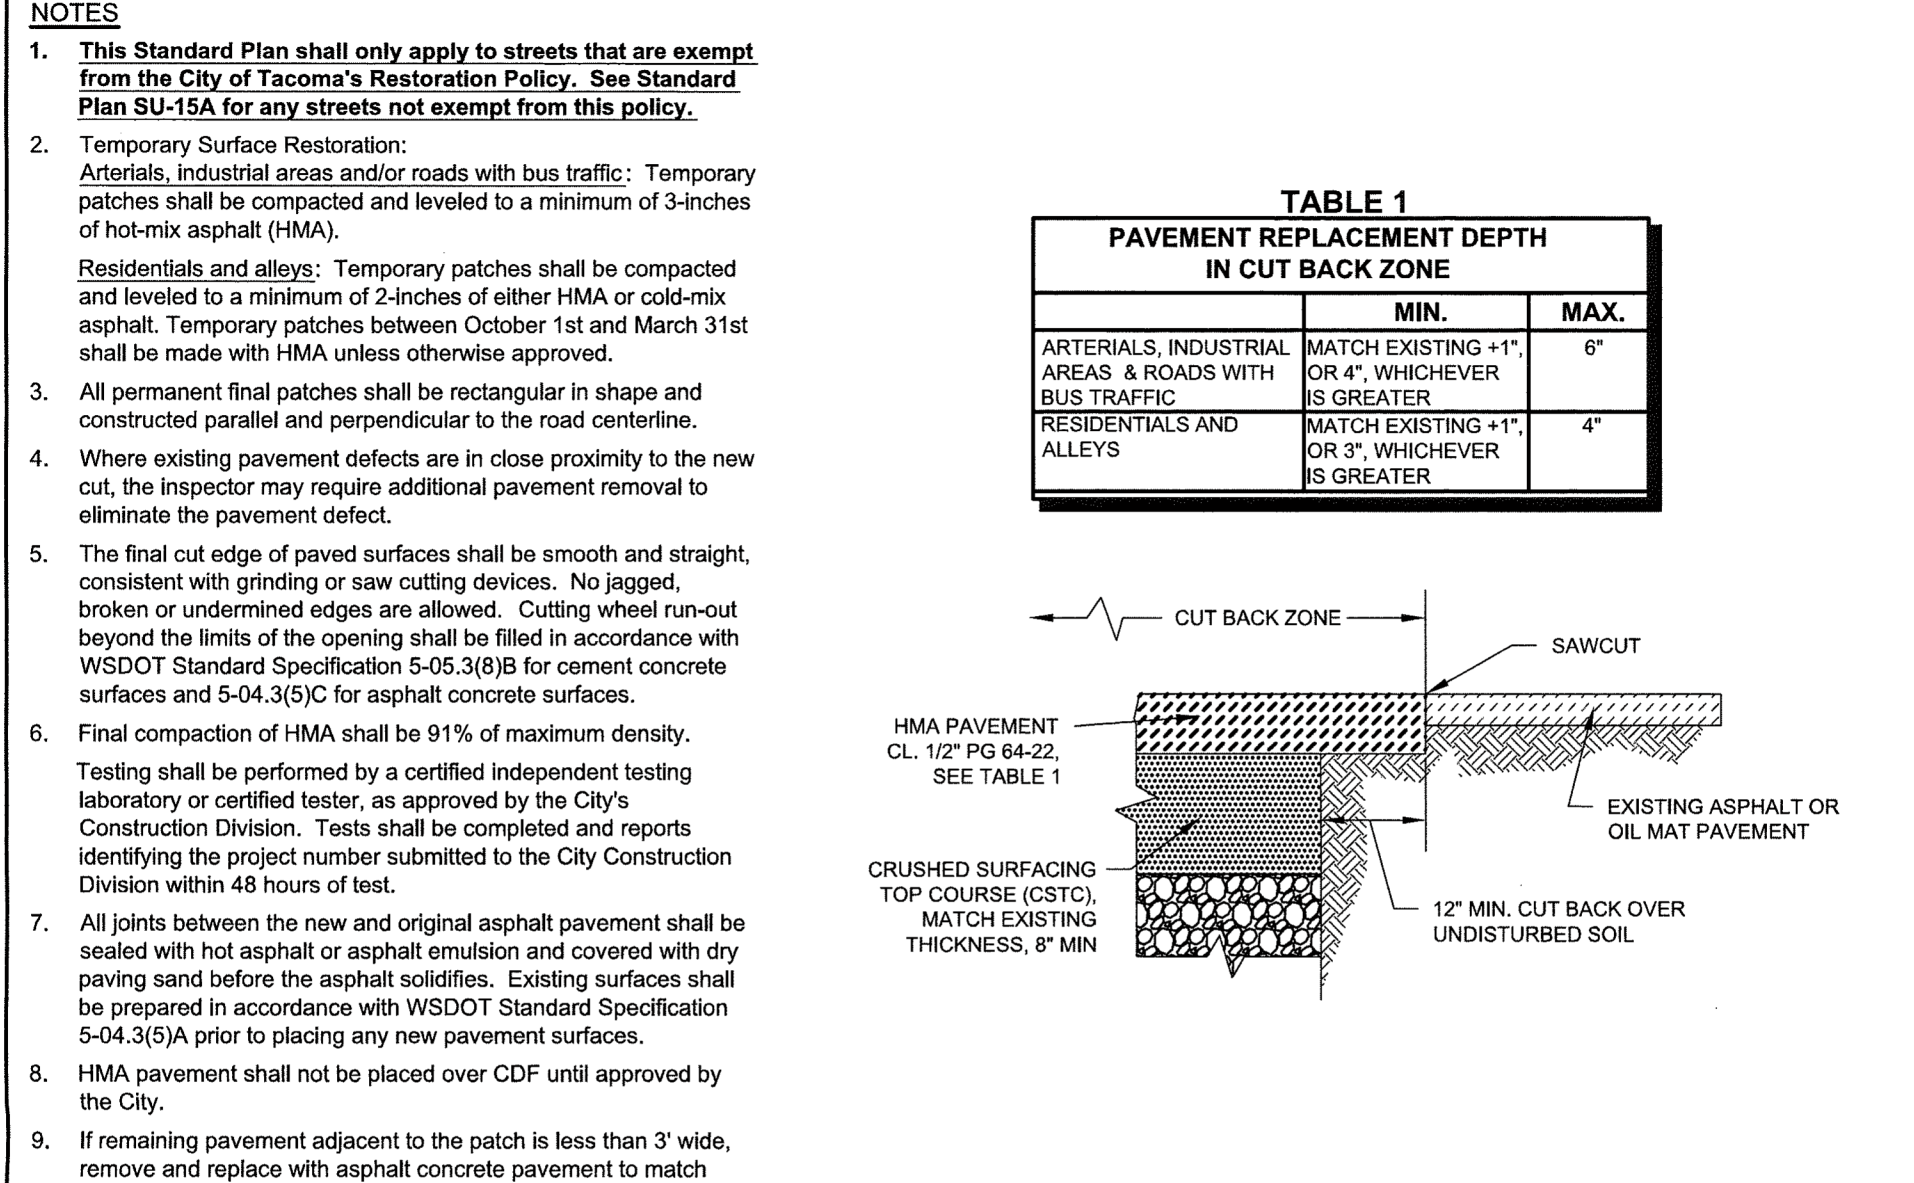 NOTES
1. This Standard Plan shall only apply to streets that are exempt
from the City of Tacoma's Restoration Policy. See Standard
Plan SU-15A for any streets not exempt from this policy.
2. Temporary Surface Restoration:
Arterials, industrial areas and/or roads with bus traffic: Temporary
patches shall be compacted and leveled to a minimum of 3-inches
of hot-mix asphalt (HMA).
Residentials and alleys: Temporary patches shall be compacted
and leveled to a minimum of 2-inches of either HMA or cold-mix
asphalt. Temporary patches between October 1st and March 31st
shall be made with HMA unless otherwise approved.
3. All permanent final patches shall be rectangular in shape and
constructed parallel and perpendicular to the road centerline.
4. Where existing pavement defects are in close proximity to the new
cut, the inspector may require additional pavement removal to
eliminate the pavement defect.
5. The final cut edge of paved surfaces shall be smooth and straight,
consistent with grinding or saw cutting devices. No jagged,
broken or undermined edges are allowed. Cutting wheel run-out
beyond the limits of the opening shall be filled in accordance with
WSDOT Standard Specification 5-05.3(8)B for cement concrete
surfaces and 5-04.3(5)C for asphalt concrete surfaces.
6. Final compaction of HMA shall be 91% of maximum density.
Testing shall be performed by a certified independent testing
laboratory or certified tester, as approved by the City's
Construction Division. Tests shall be completed and reports
identifying the project number submitted to the City Construction
Division within 48 hours of test.
7. All joints between the new and original asphalt pavement shall be
sealed with hot asphalt or asphalt emulsion and covered with dry
paving sand before the asphalt solidifies. Existing surfaces shall
be prepared in accordance with WSDOT Standard Specification
5-04.3(5)A prior to placing any new pavement surfaces.
8. HMA pavement shall not be placed over CDF until approved by
the City.
9. If remaining pavement adjacent to the patch is less than 3' wide,
remove and replace with asphalt concrete pavement to match
TABLE 1
PAVEMENT REPLACEMENT DEPTH
IN CUT BACK ZONE
MIN. MAX.
ARTERIALS, INDUSTRIAL MATCH EXISTING +1", 6"
AREAS & ROADS WITH OR 4", WHICHEVER
BUS TRAFFIC IS GREATER
RESIDENTIALS AND MATCH EXISTING +1", 4"
ALLEYS OR 3", WHICHEVER
IS GREATER
CUT BACK ZONE
SAWCUT
HMA PAVEMENT
CL. 1/2" PG 64-22,
SEE TABLE 1
EXISTING ASPHALT OR
OIL MAT PAVEMENT
CRUSHED SURFACING
TOP COURSE (CSTC),
MATCH EXISTING
THICKNESS, 8" MIN
12" MIN. CUT BACK OVER
UNDISTURBED SOIL